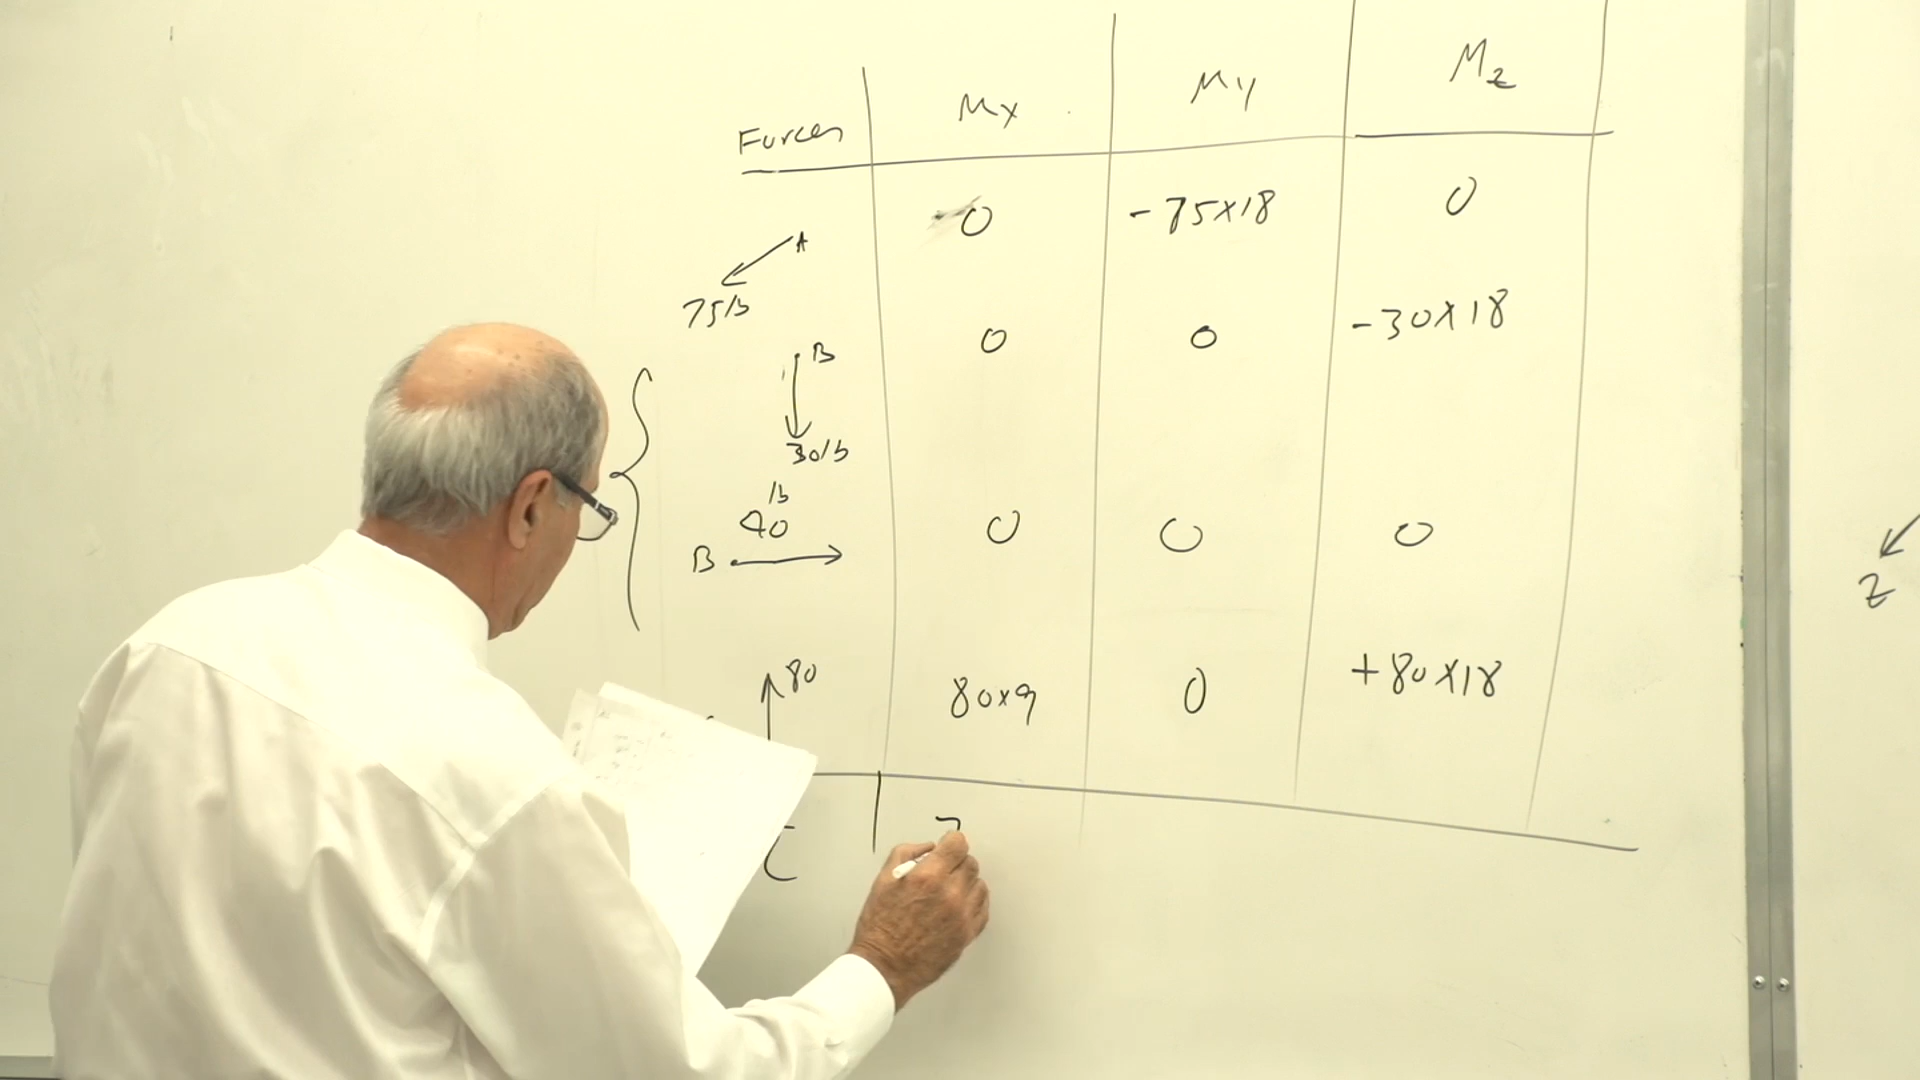 Forces Mx My Mz
A 75lb 0 -75x18 0
B 30lb 0 0 -30x18
B 40 lb 0 0 0
80 80x9 0 +80x18
Z